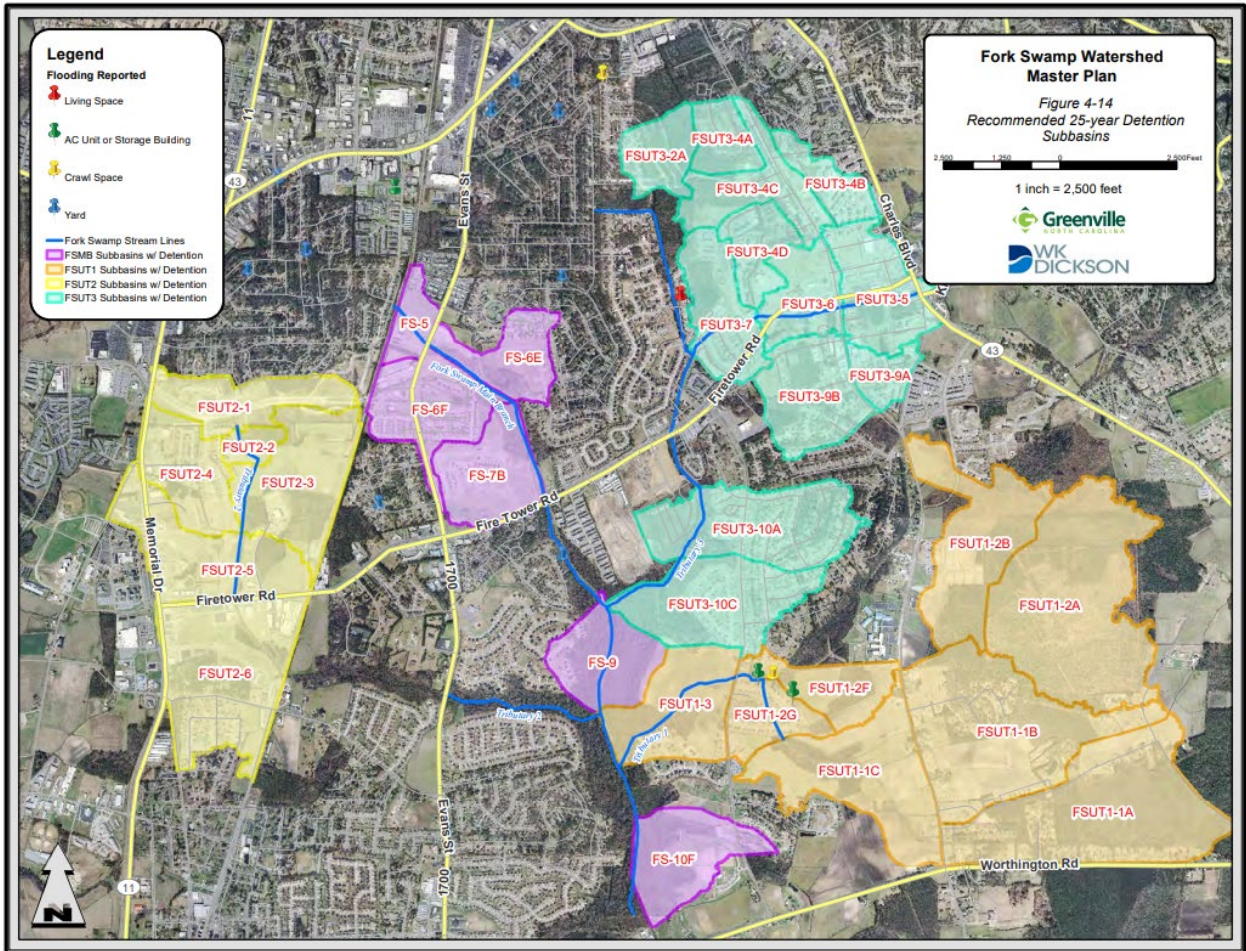 Legend
Flooding Reported
Living Space
AC Unit or Storage Building
Crawl Space
Yard
Fork Swamp Stream Lines
FSMB Subbasins w/ Detention
FSUT1 Subbasins w/ Detention
FSUT2 Subbasins w/ Detention
FSUT3 Subbasins w/ Detention
Fork Swamp Watershed
Master Plan
Figure 4-14
Recommended 25-year Detention
Subbasins
2,500 1,250 0 2,500 Feet
1 inch = 2,500 feet
Greenville
NORTH CAROLINA
WK
DICKSON
11
43
Evans St
Charles Blvd
43
FSUT3-4A
FSUT3-2A
FSUT3-4B
FSUT3-4C
FSUT3-4D
FSUT3-5
FSUT3-6
FSUT3-7
Firetower Rd
FSUT3-9A
FSUT3-9B
FS-5
FS-6E
Fork Swamp Main Branch
FS-6F
FS-7B
Fire Tower Rd
FSUT2-1
FSUT2-2
FSUT2-4
FSUT2-3
Tributary 2
FSUT2-5
Memorial Dr
Firetower Rd
FSUT2-6
1700
FSUT3-10A
Tributary 3
FSUT3-10C
FSUT1-2B
FSUT1-2A
FS-9
FSUT1-3
FSUT1-2F
FSUT1-2G
Tributary 2
Tributary 1
FSUT1-1B
FSUT1-1C
FSUT1-1A
Evans St
1700
FS-10F
Worthington Rd
11
N